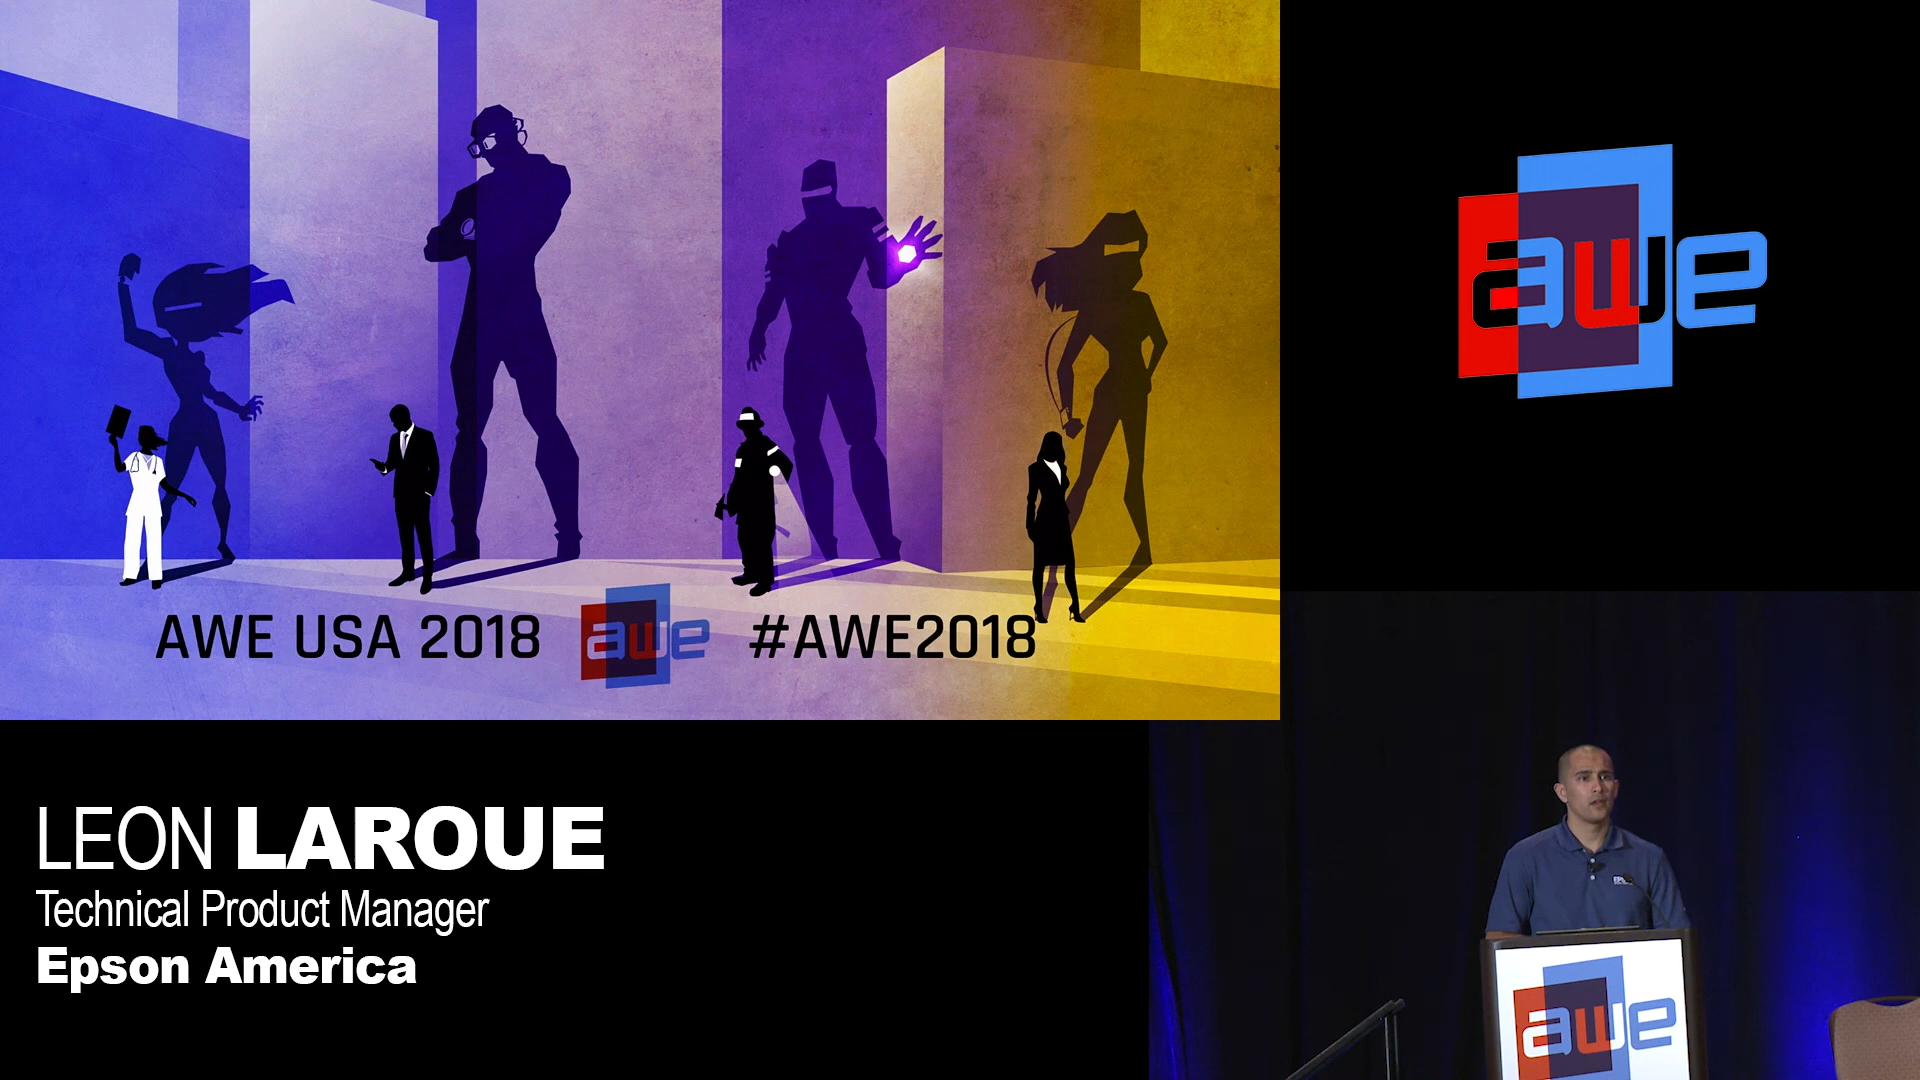 AWE USA 2018 awe #AWE2018
awe
LEON LAROUE
Technical Product Manager
Epson America
awe